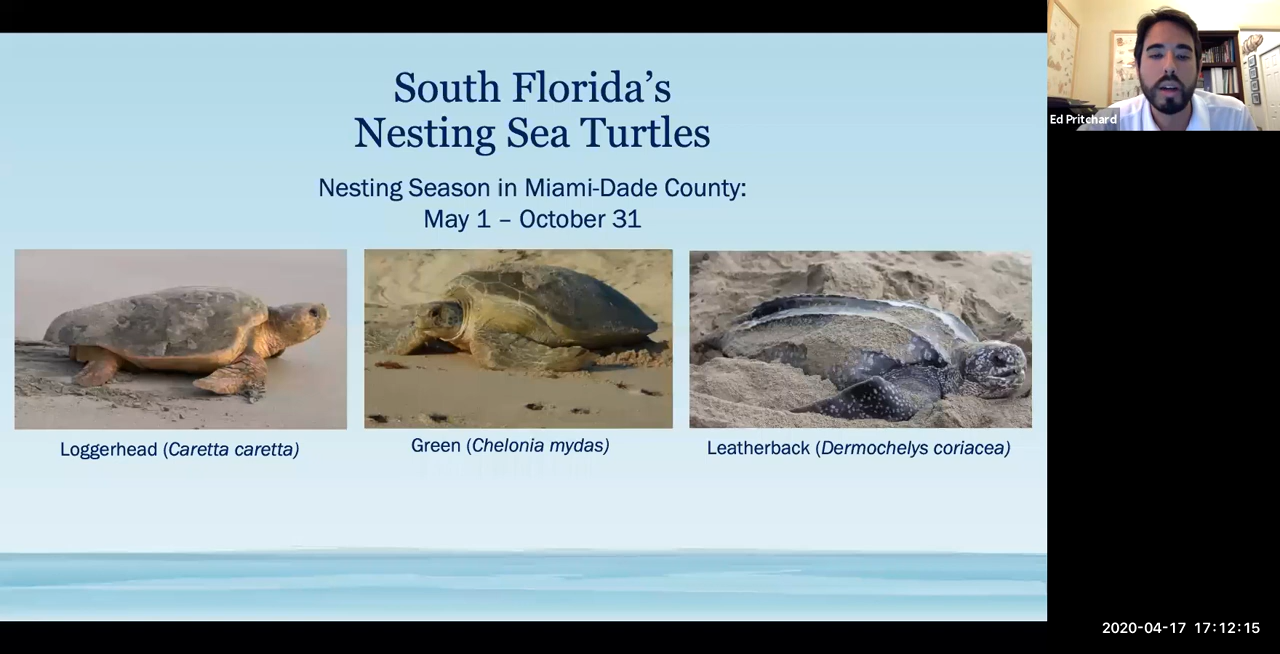 South Florida’s
Nesting Sea Turtles
Nesting Season in Miami-Dade County:
May 1 – October 31
Loggerhead (Caretta caretta)
Green (Chelonia mydas)
Leatherback (Dermochelys coriacea)
Ed Pritchard
2020-04-17 17:12:15